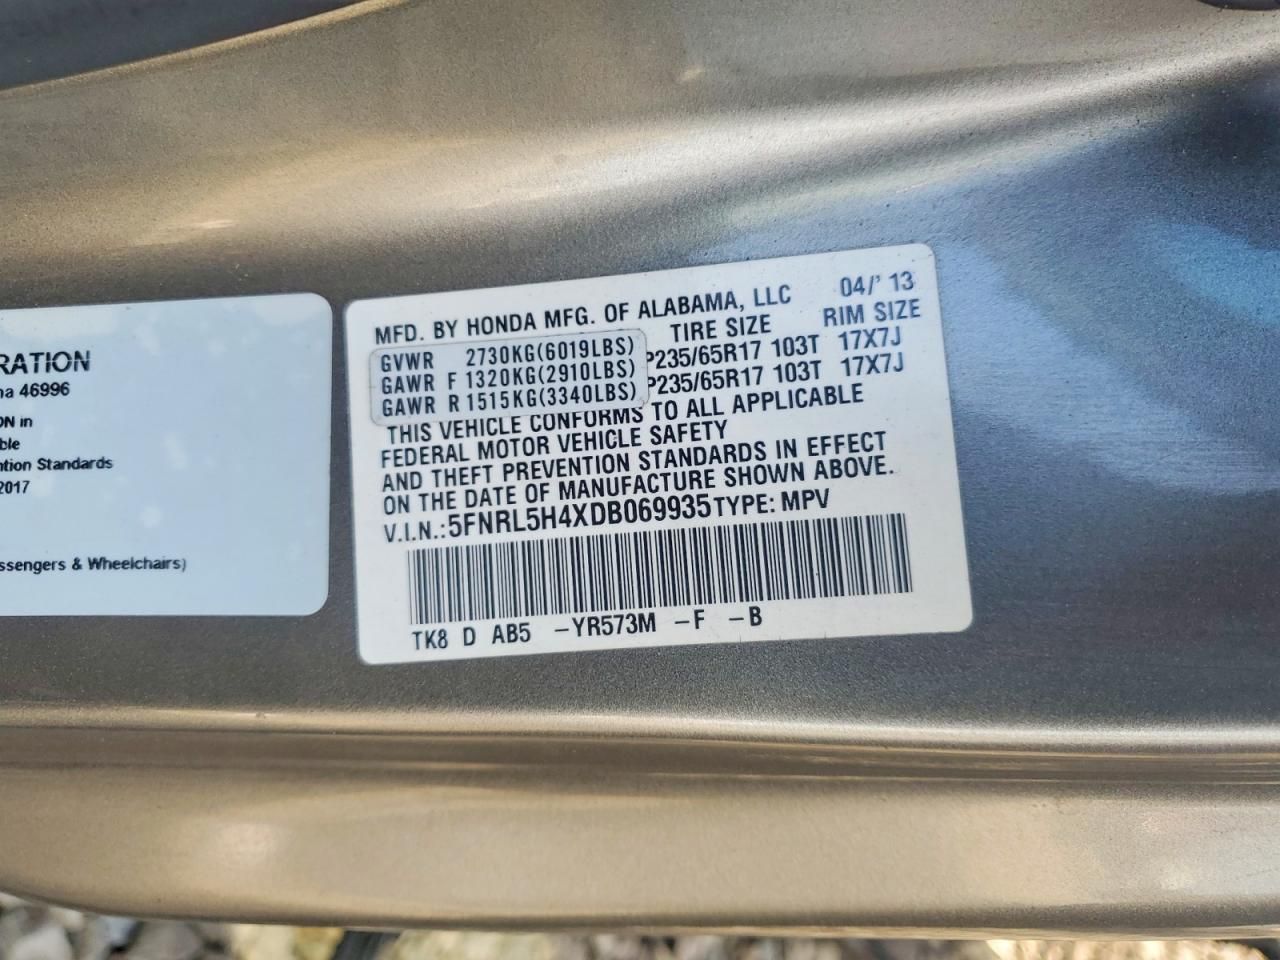 RATION
na 46996
ON in
ble
ntion Standards
2017
ssengers & Wheelchairs)
MFD. BY HONDA MFG. OF ALABAMA, LLC 04/' 13
TIRE SIZE RIM SIZE
GVWR 2730KG(6019LBS)
GAWR F 1320KG(2910LBS) P235/65R17 103T 17X7J
GAWR R 1515KG(3340LBS) P235/65R17 103T 17X7J
THIS VEHICLE CONFORMS TO ALL APPLICABLE
FEDERAL MOTOR VEHICLE SAFETY
AND THEFT PREVENTION STANDARDS IN EFFECT
ON THE DATE OF MANUFACTURE SHOWN ABOVE.
V.I.N.:5FNRL5H4XDB069935TYPE: MPV
TK8 D AB5 -YR573M -F -B